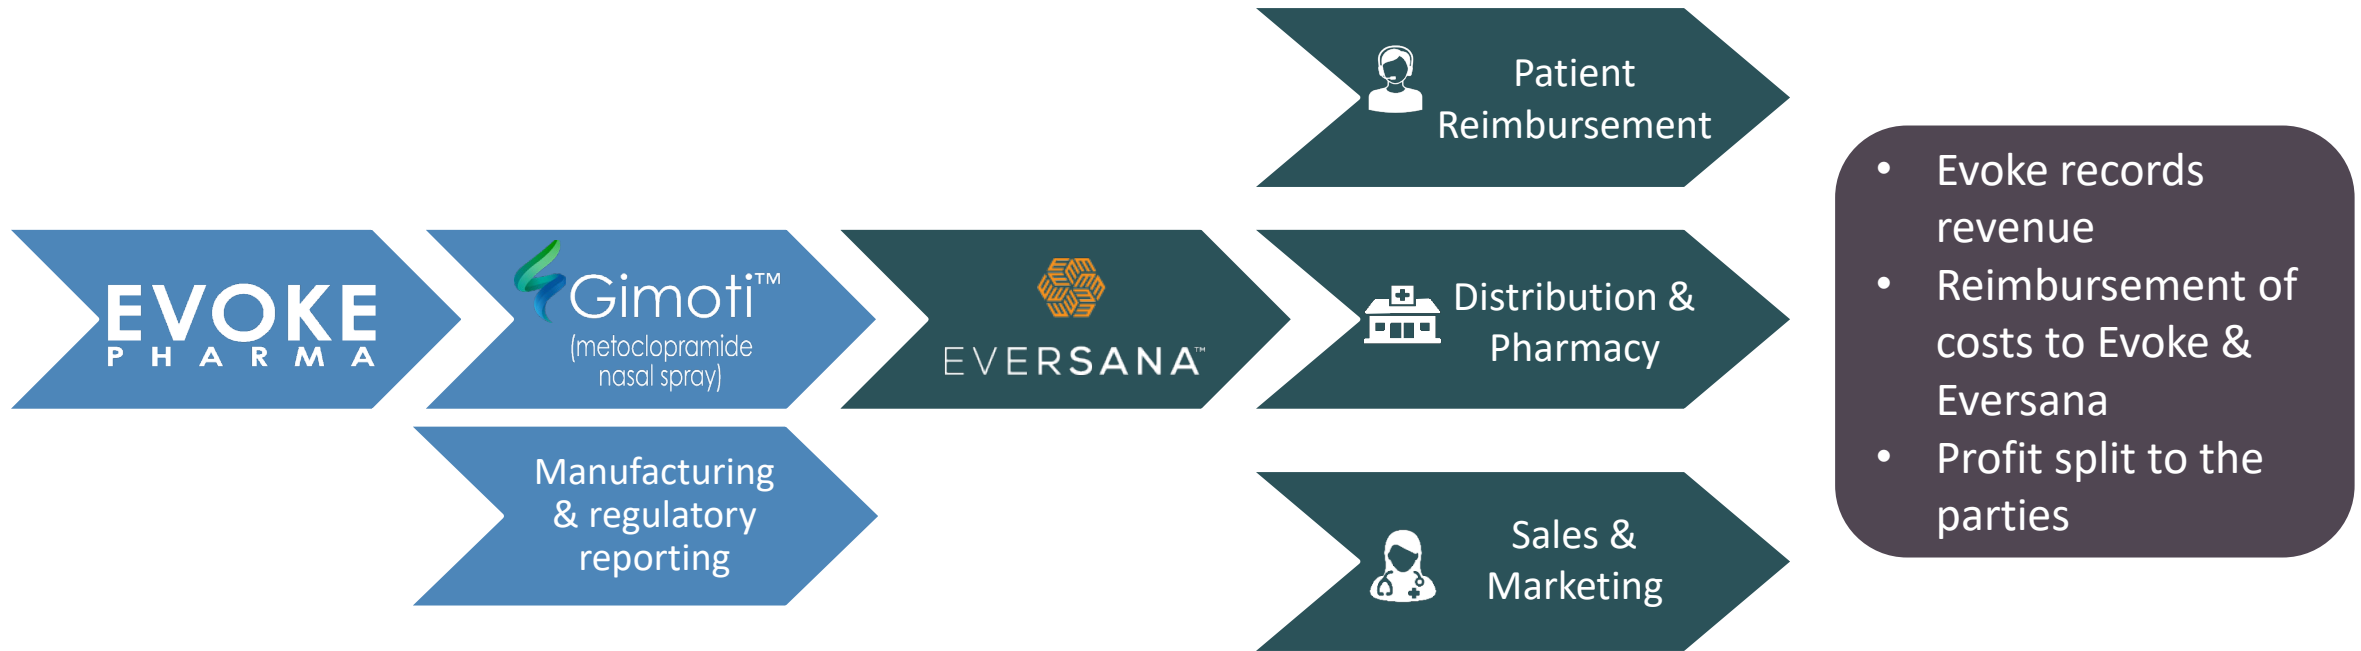 EVOKE
PHARMA
Gimoti™
(metoclopramide
nasal spray)
Manufacturing
& regulatory
reporting
EVERSANA™
Patient
Reimbursement
Distribution &
Pharmacy
Sales &
Marketing
• Evoke records
revenue
• Reimbursement of
costs to Evoke &
Eversana
• Profit split to the
parties